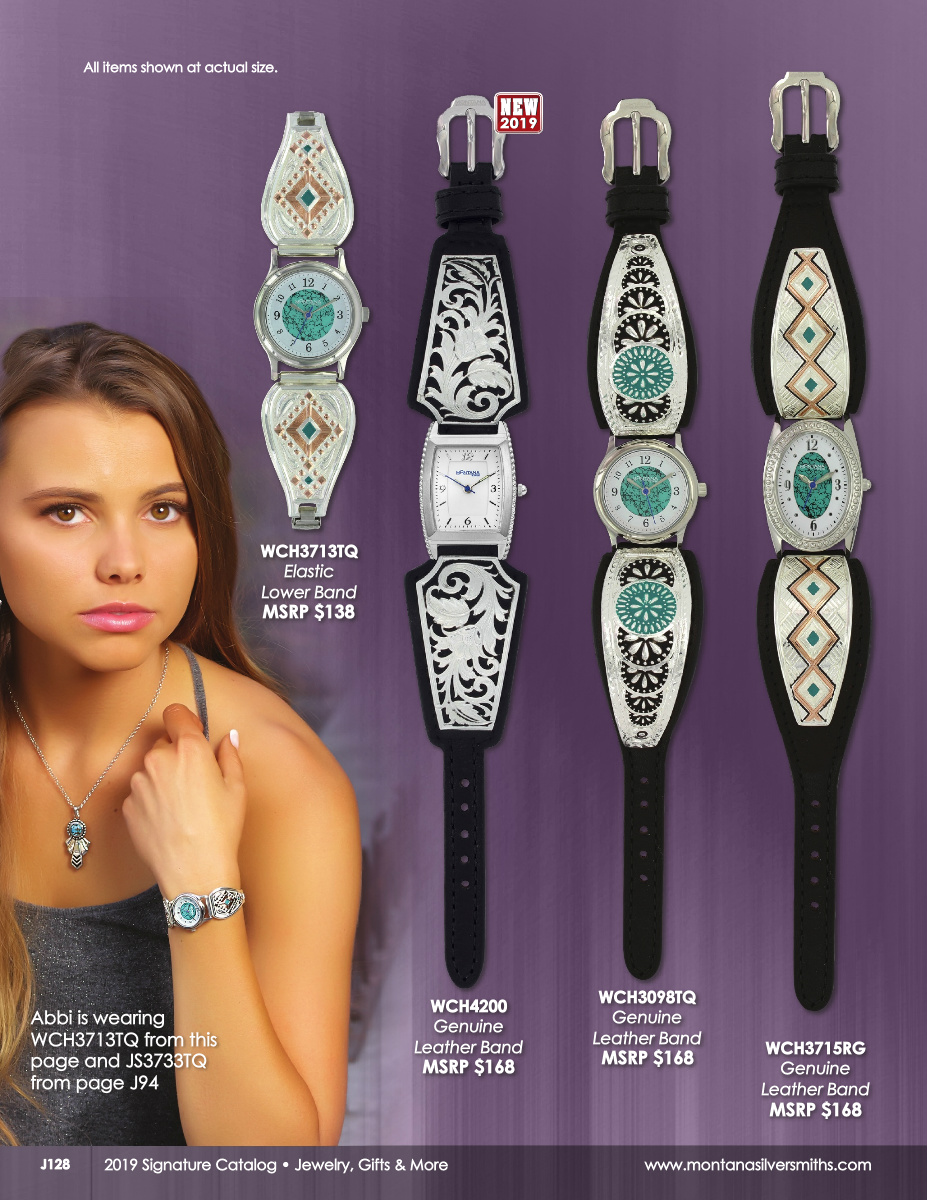 All items shown at actual size.
NEW
2019
WCH3713TQ
Elastic
Lower Band
MSRP $138
WCH4200
Genuine
Leather Band
MSRP $168
WCH3098TQ
Genuine
Leather Band
MSRP $168
WCH3715RG
Genuine
Leather Band
MSRP $168
Abbi is wearing
WCH3713TQ from this
page and JS3733TQ
from page J94
J128
2019 Signature Catalog • Jewelry, Gifts & More
www.montanasilversmiths.com